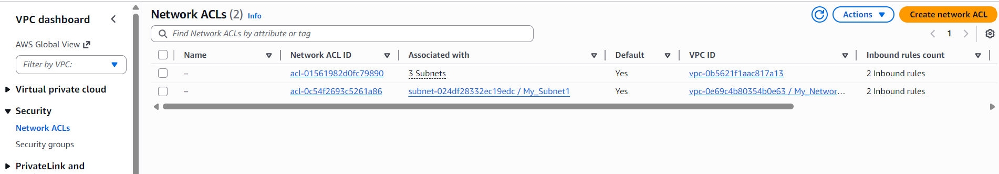 VPC dashboard
AWS Global View
Filter by VPC:
Virtual private cloud
Security
Network ACLs
Security groups
PrivateLink and
Network ACLs (2) Info
Actions
Create network ACL
Find Network ACLs by attribute or tag
1
Name Network ACL ID Associated with Default VPC ID Inbound rules count
– acl-01561982d0fc79890 3 Subnets Yes vpc-0b5621f1aac817a13 2 Inbound rules
– acl-0c54f2693c5261a86 subnet-024df28332ec19edc / My_Subnet1 Yes vpc-0e69c4b80354b0e63 / My_Networ... 2 Inbound rules